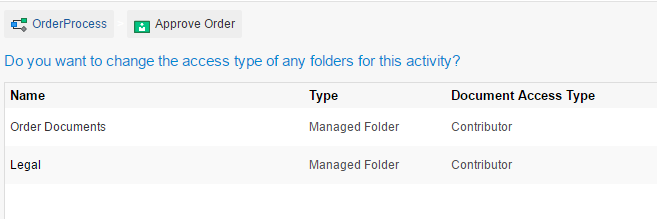 OrderProcess Approve Order
Do you want to change the access type of any folders for this activity?
Name Type Document Access Type
Order Documents Managed Folder Contributor
Legal Managed Folder Contributor